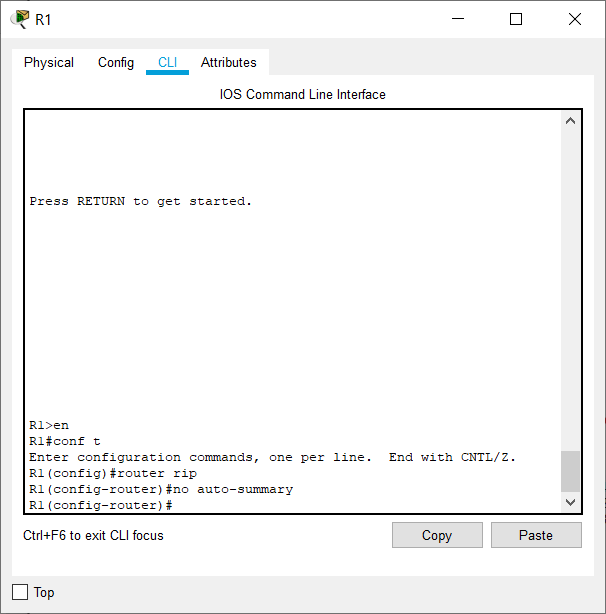 R1
Physical Config CLI Attributes
IOS Command Line Interface
Press RETURN to get started.
R1>en
R1#conf t
Enter configuration commands, one per line.  End with CNTL/Z.
R1(config)#router rip
R1(config-router)#no auto-summary
R1(config-router)#
Ctrl+F6 to exit CLI focus Copy Paste
Top